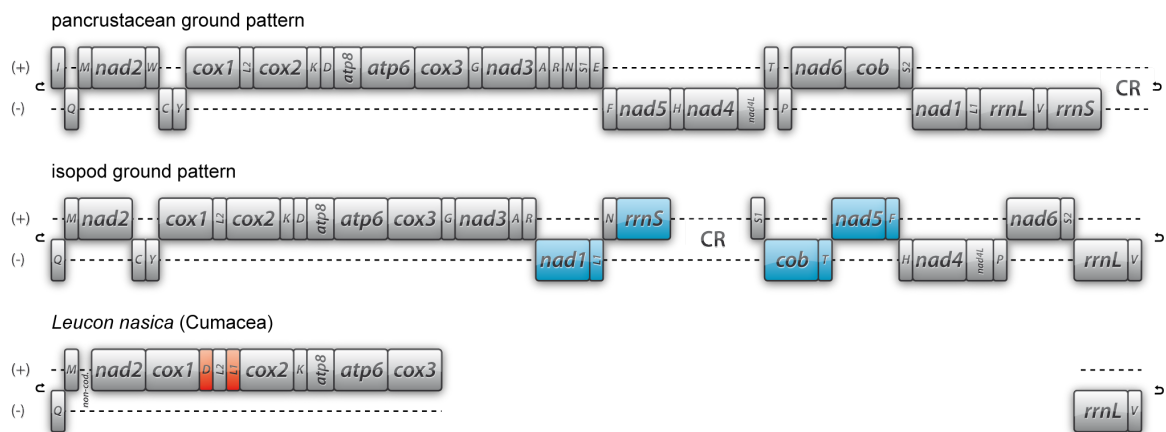 pancrustacean ground pattern
(+) I M nad2 W cox1 L2 cox2 K D atp8 atp6 cox3 G nad3 A R N S1 E T nad6 cob S2
CR
(-) Q C Y F nad5 H nad4 nad4L P nad1 L1 rrnL V rrnS
isopod ground pattern
(+) M nad2 cox1 L2 cox2 K D atp8 atp6 cox3 G nad3 A R N rrnS S1 nad5 F nad6 S2
CR
(-) Q C Y nad1 L1 cob T H nad4 nad4L P rrnL V
Leucon nasica (Cumacea)
(+) M non-cod. nad2 cox1 D L2 L1 cox2 K atp8 atp6 cox3
(-) Q rrnL V